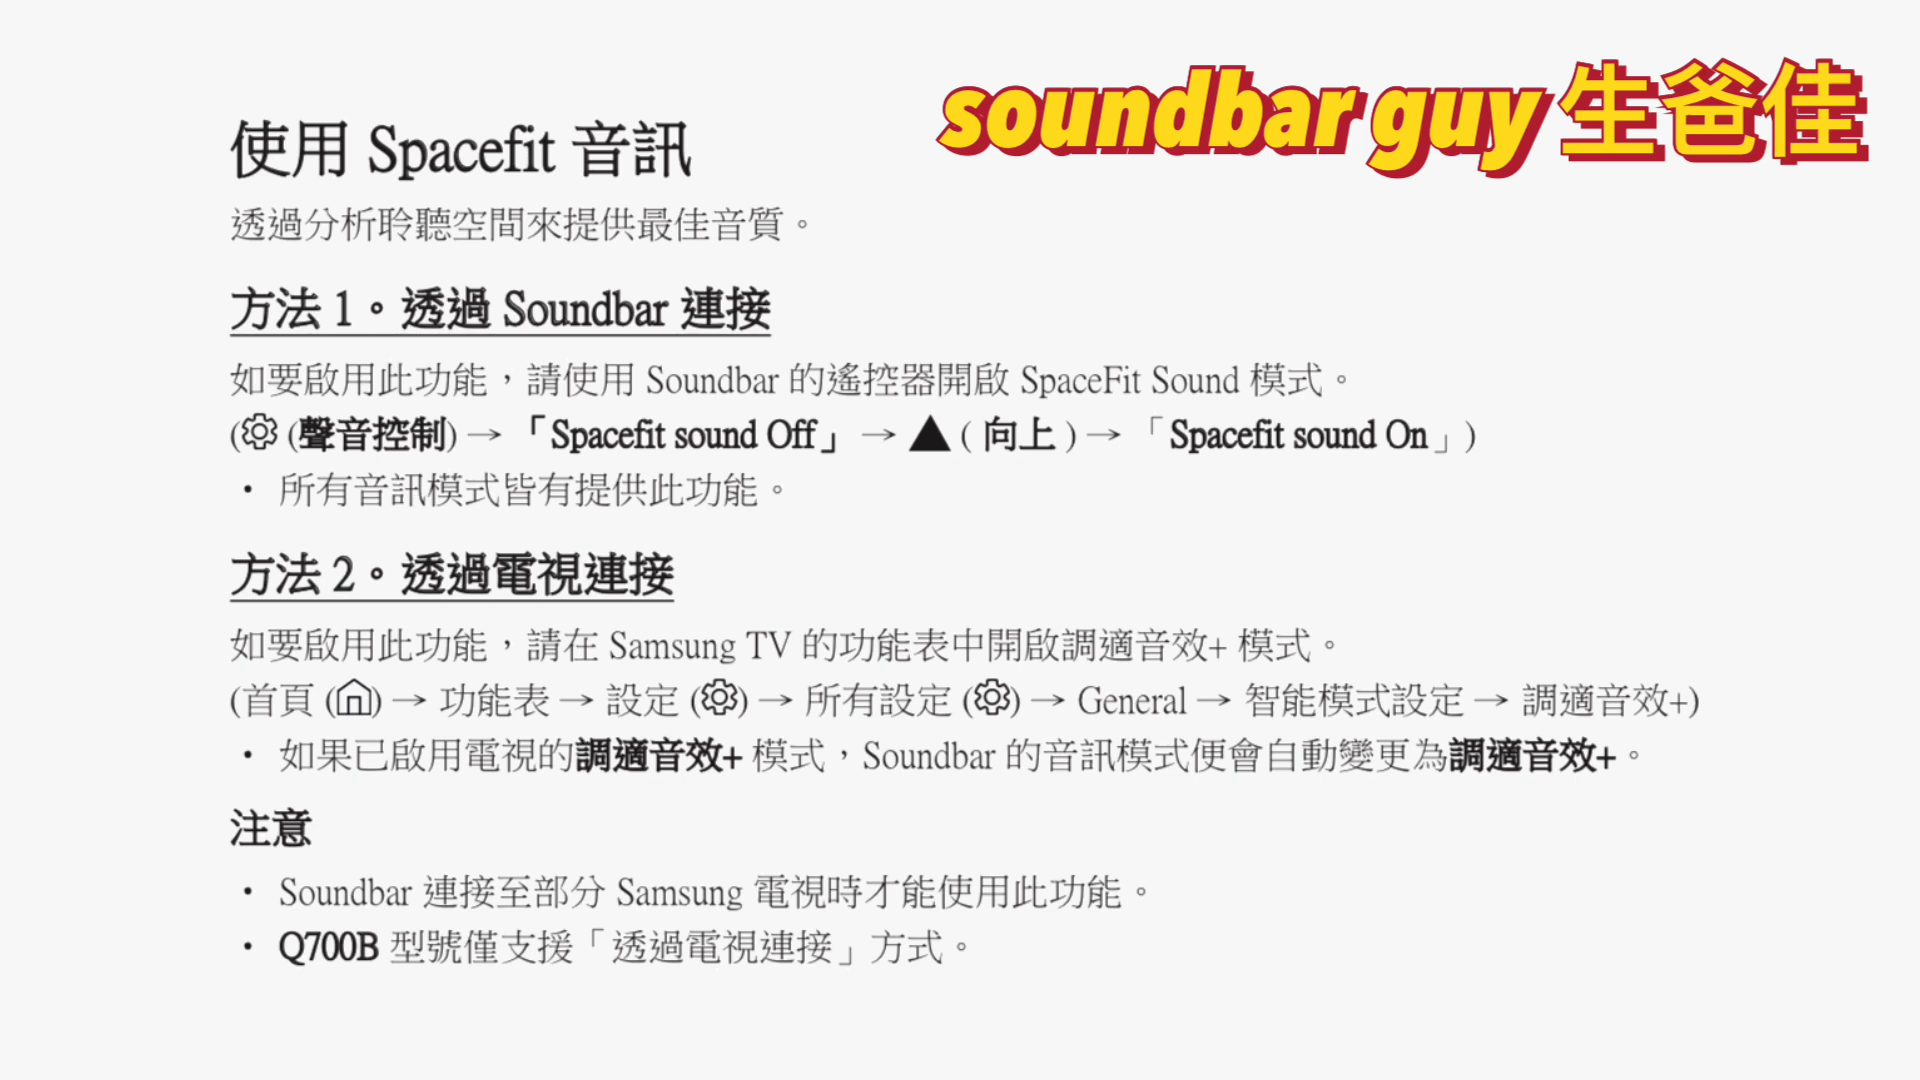 soundbar guy 生爸佳
使用 Spacefit 音訊
透過分析聆聽空間來提供最佳音質。
方法 1。透過 Soundbar 連接
如要啟用此功能，請使用 Soundbar 的遙控器開啟 SpaceFit Sound 模式。
( (聲音控制) → 「Spacefit sound Off」 → ▲ ( 向上 ) → 「Spacefit sound On」)
• 所有音訊模式皆有提供此功能。
方法 2。透過電視連接
如要啟用此功能，請在 Samsung TV 的功能表中開啟調適音效+ 模式。
(首頁 () → 功能表 → 設定 () → 所有設定 () → General → 智能模式設定 → 調適音效+)
• 如果已啟用電視的調適音效+ 模式，Soundbar 的音訊模式便會自動變更為調適音效+。
注意
• Soundbar 連接至部分 Samsung 電視時才能使用此功能。
• Q700B 型號僅支援「透過電視連接」方式。